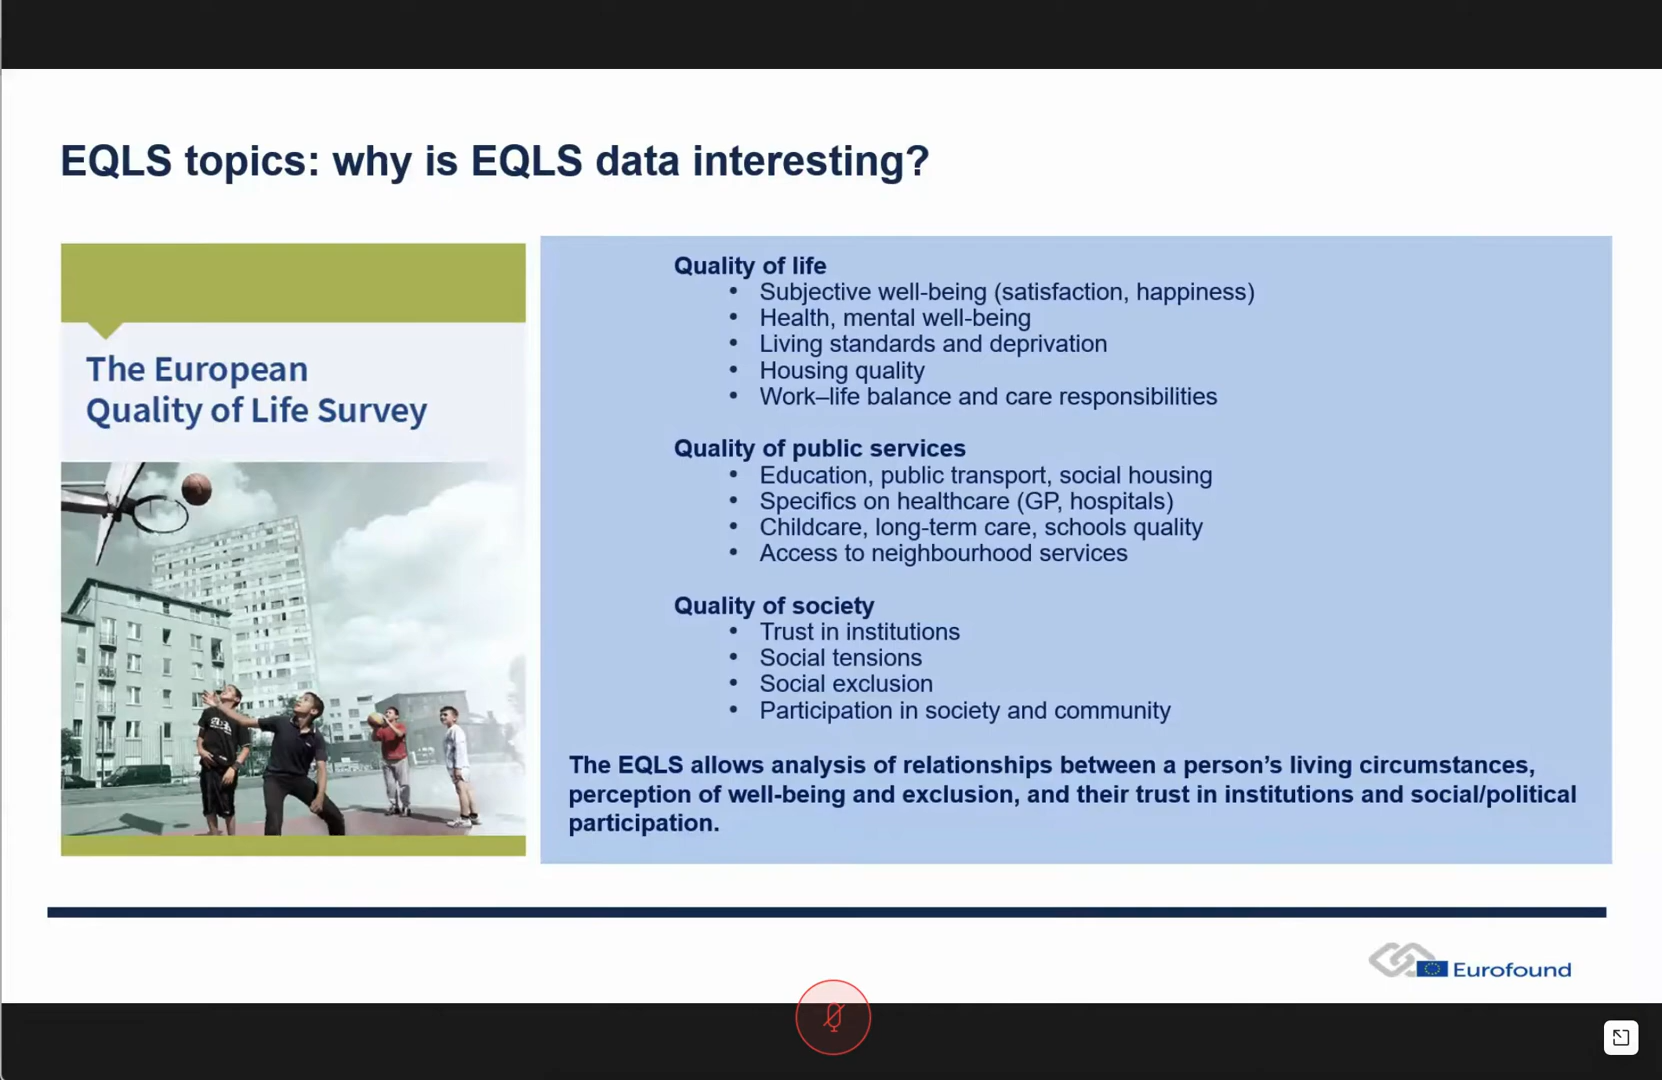 EQLS topics: why is EQLS data interesting?
The European
Quality of Life Survey
Quality of life
• Subjective well-being (satisfaction, happiness)
• Health, mental well-being
• Living standards and deprivation
• Housing quality
• Work–life balance and care responsibilities
Quality of public services
• Education, public transport, social housing
• Specifics on healthcare (GP, hospitals)
• Childcare, long-term care, schools quality
• Access to neighbourhood services
Quality of society
• Trust in institutions
• Social tensions
• Social exclusion
• Participation in society and community
The EQLS allows analysis of relationships between a person’s living circumstances,
perception of well-being and exclusion, and their trust in institutions and social/political
participation.
Eurofound